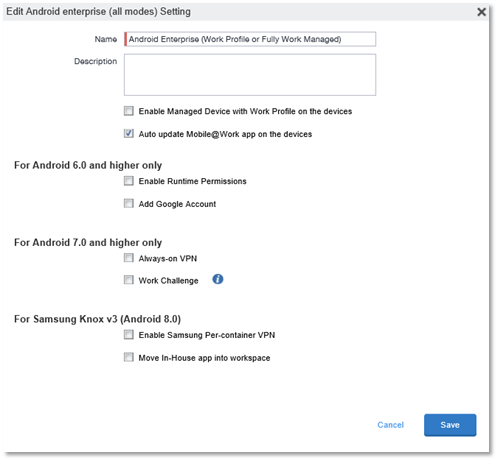 Edit Android enterprise (all modes) Setting
Name Android Enterprise (Work Profile or Fully Work Managed)
Description
Enable Managed Device with Work Profile on the devices
Auto update Mobile@Work app on the devices
For Android 6.0 and higher only
Enable Runtime Permissions
Add Google Account
For Android 7.0 and higher only
Always-on VPN
Work Challenge i
For Samsung Knox v3 (Android 8.0)
Enable Samsung Per-container VPN
Move In-House app into workspace
Cancel Save